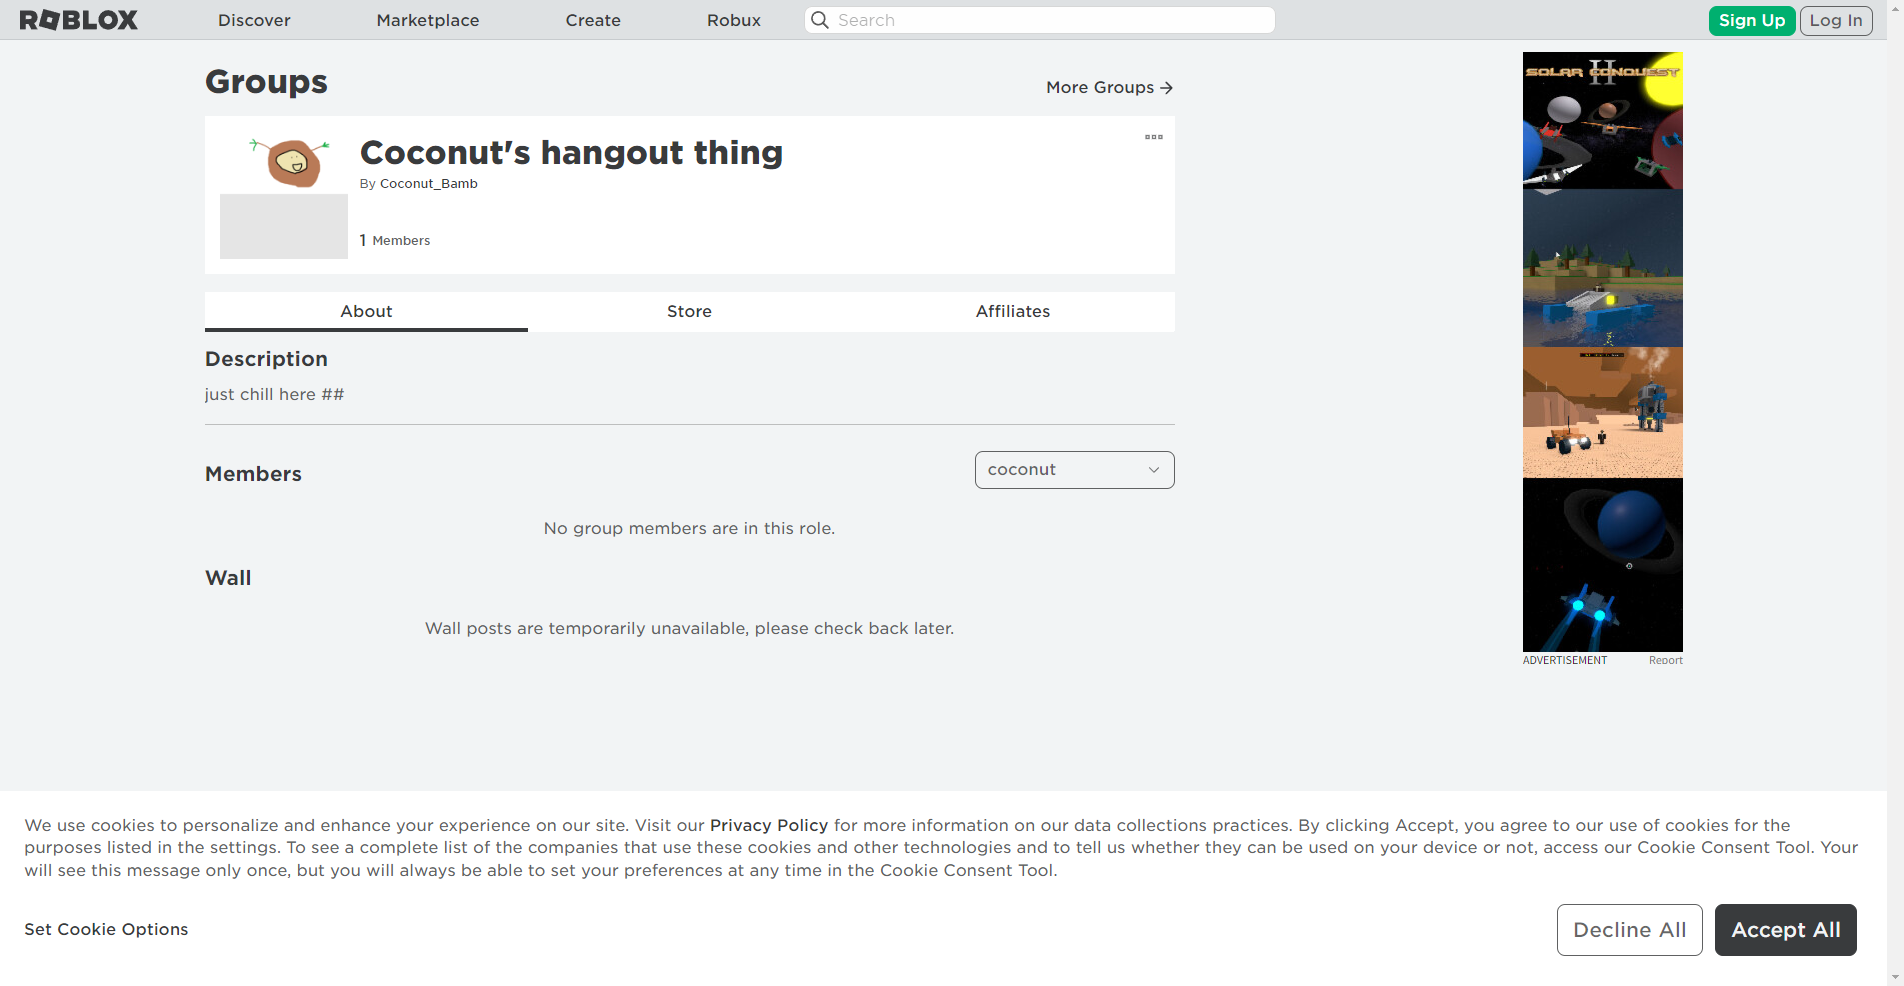 ROBLOX
Discover
Marketplace
Create
Robux
Search
Sign Up
Log In
Groups
More Groups
Coconut's hangout thing
By Coconut_Bamb
1 Members
About
Store
Affiliates
Description
just chill here ##
Members
coconut
No group members are in this role.
Wall
Wall posts are temporarily unavailable, please check back later.
SOLAR CONQUEST
II
ADVERTISEMENT
Report
We use cookies to personalize and enhance your experience on our site. Visit our Privacy Policy for more information on our data collections practices. By clicking Accept, you agree to our use of cookies for the
purposes listed in the settings. To see a complete list of the companies that use these cookies and other technologies and to tell us whether they can be used on your device or not, access our Cookie Consent Tool. Your
will see this message only once, but you will always be able to set your preferences at any time in the Cookie Consent Tool.
Set Cookie Options
Decline All
Accept All